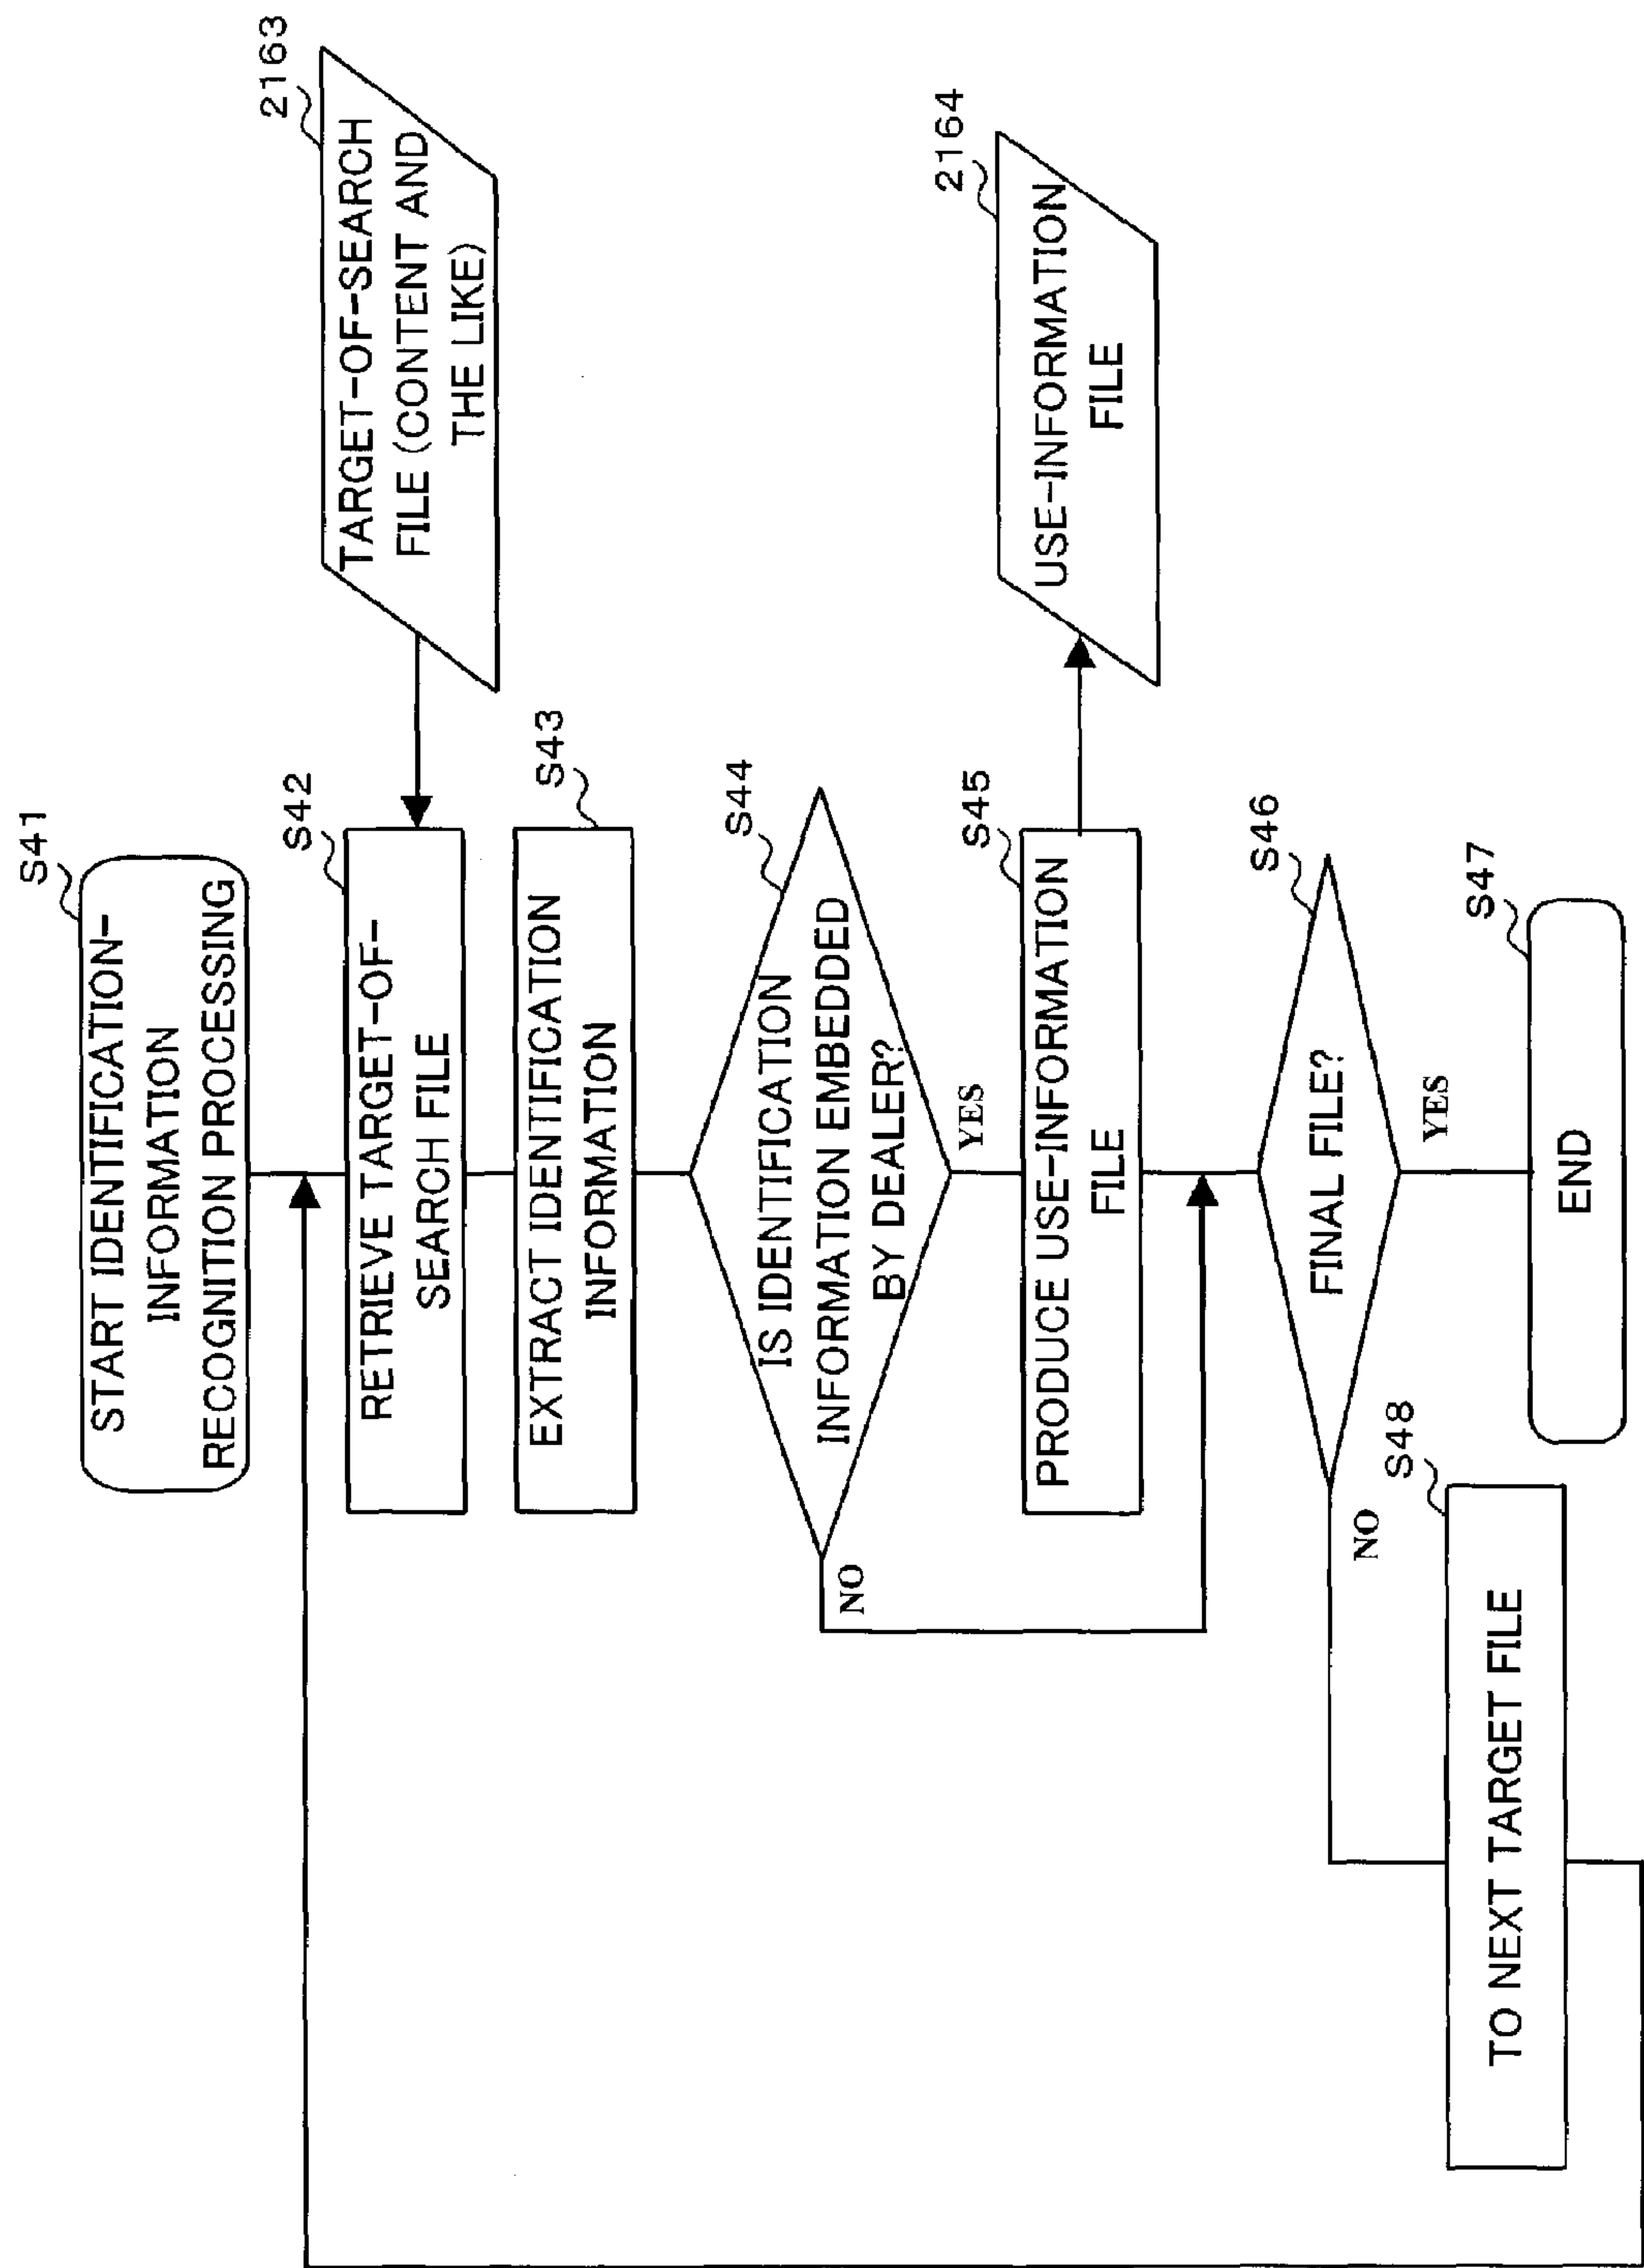 S41
START IDENTIFICATION-
INFORMATION
RECOGNITION PROCESSING
S42
RETRIEVE TARGET-OF-
SEARCH FILE
2163
TARGET-OF-SEARCH
FILE (CONTENT AND
THE LIKE)
S43
EXTRACT IDENTIFICATION
INFORMATION
S44
IS IDENTIFICATION
INFORMATION EMBEDDED
BY DEALER?
NO
YES
S45
PRODUCE USE-INFORMATION
FILE
2164
USE-INFORMATION
FILE
S46
FINAL FILE?
NO
YES
S48
TO NEXT TARGET FILE
S47
END